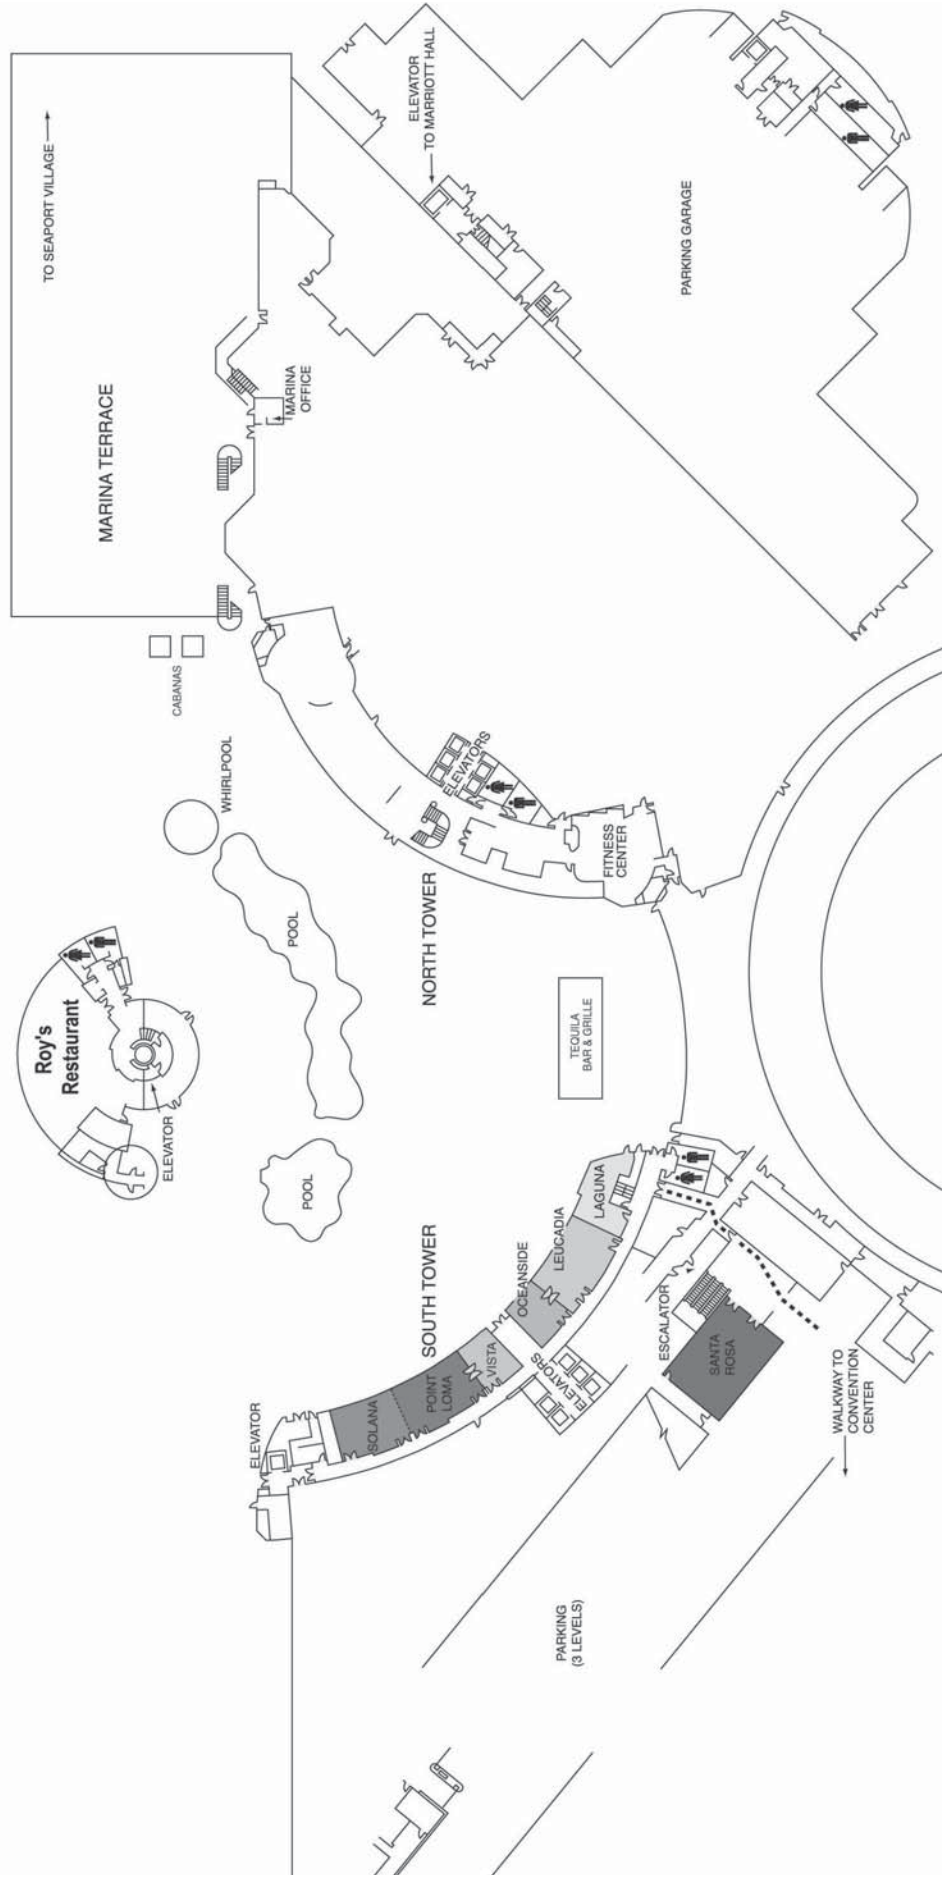 TO SEAPORT VILLAGE
MARINA TERRACE
ELEVATOR
TO MARRIOTT HALL
PARKING GARAGE
MARINA
OFFICE
CABANAS
WHIRLPOOL
ELEVATORS
FITNESS
CENTER
NORTH TOWER
POOL
Roy's
Restaurant
ELEVATOR
TEQUILA
BAR & GRILLE
POOL
SOUTH TOWER
LAGUNA
LEUCADIA
OCEANSIDE
VISTA
POINT
LOMA
SOLANA
ELEVATOR
ELEVATORS
ESCALATOR
SANTA
ROSA
WALKWAY TO
CONVENTION
CENTER
PARKING
(3 LEVELS)